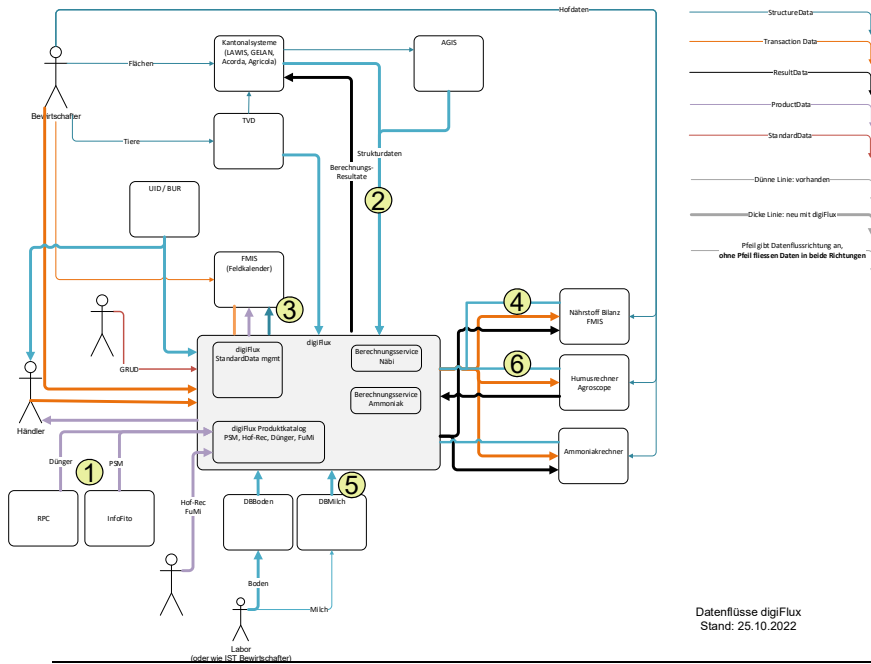 Hofdaten
StructureData
Transaction Data
ResultData
ProductData
StandardData
Dünne Linie: vorhanden
Dicke Linie: neu mit digiFlux
Pfeil gibt Datenflussrichtung an,
ohne Pfeil fliessen Daten in beide Richtungen
Bewirtschafter
Flächen
Kantonalsysteme
(LAWIS, GELAN,
Acorda, Agricola)
AGIS
Tiere
TVD
Strukturdaten
Berechnungs-
Resultate
2
UID / BUR
FMIS
(Feldkalender)
3
GRUD
Händler
digiFlux
digiFlux
StandardData mgmt
Berechnungsservice
Näbi
Berechnungsservice
Ammoniak
digiFlux Produktkatalog
PSM, Hof-Rec, Dünger, FuMi
4
Nährstoff Bilanz
FMIS
6
Humusrechner
Agroscope
Ammoniakrechner
Dünger
1
PSM
RPC
InfoFito
Hof-Rec
FuMi
DBBoden
DBMilch
5
Boden
Milch
Labor
(oder wie IST Bewirtschafter)
Datenflüsse digiFlux
Stand: 25.10.2022